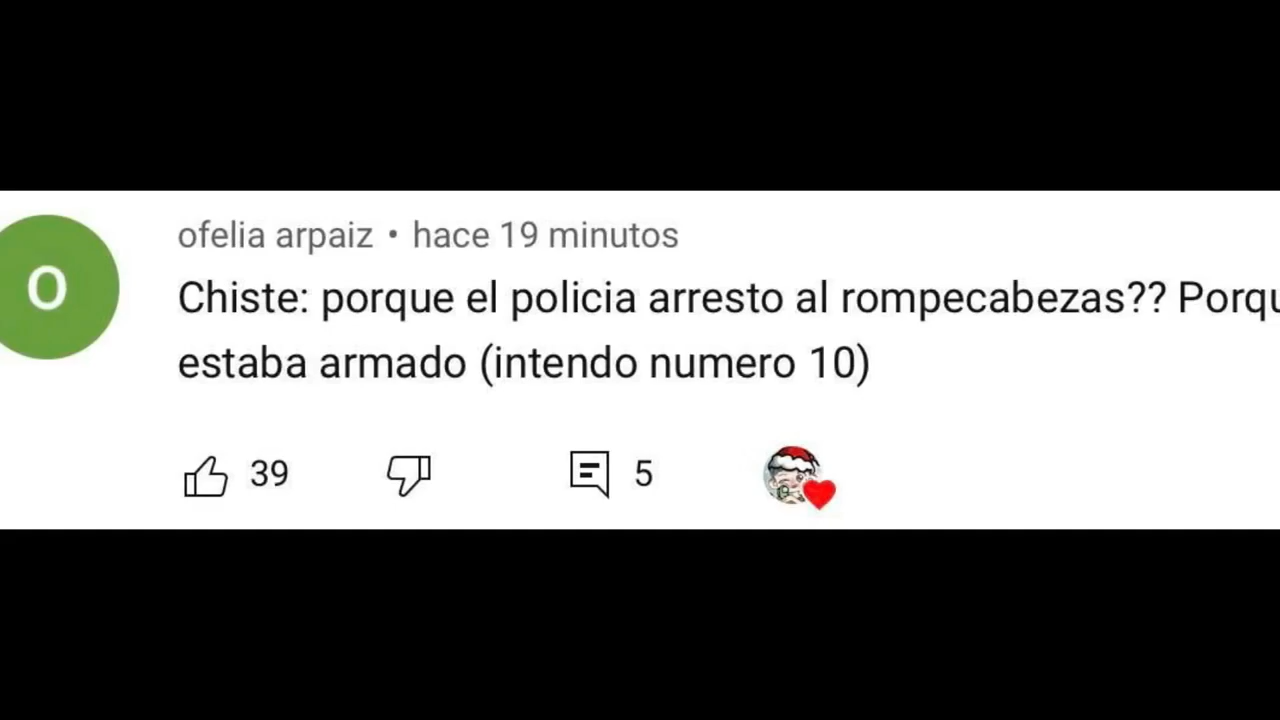 O
ofelia arpaiz • hace 19 minutos
Chiste: porque el policia arresto al rompecabezas?? Porqu
estaba armado (intendo numero 10)
39
5